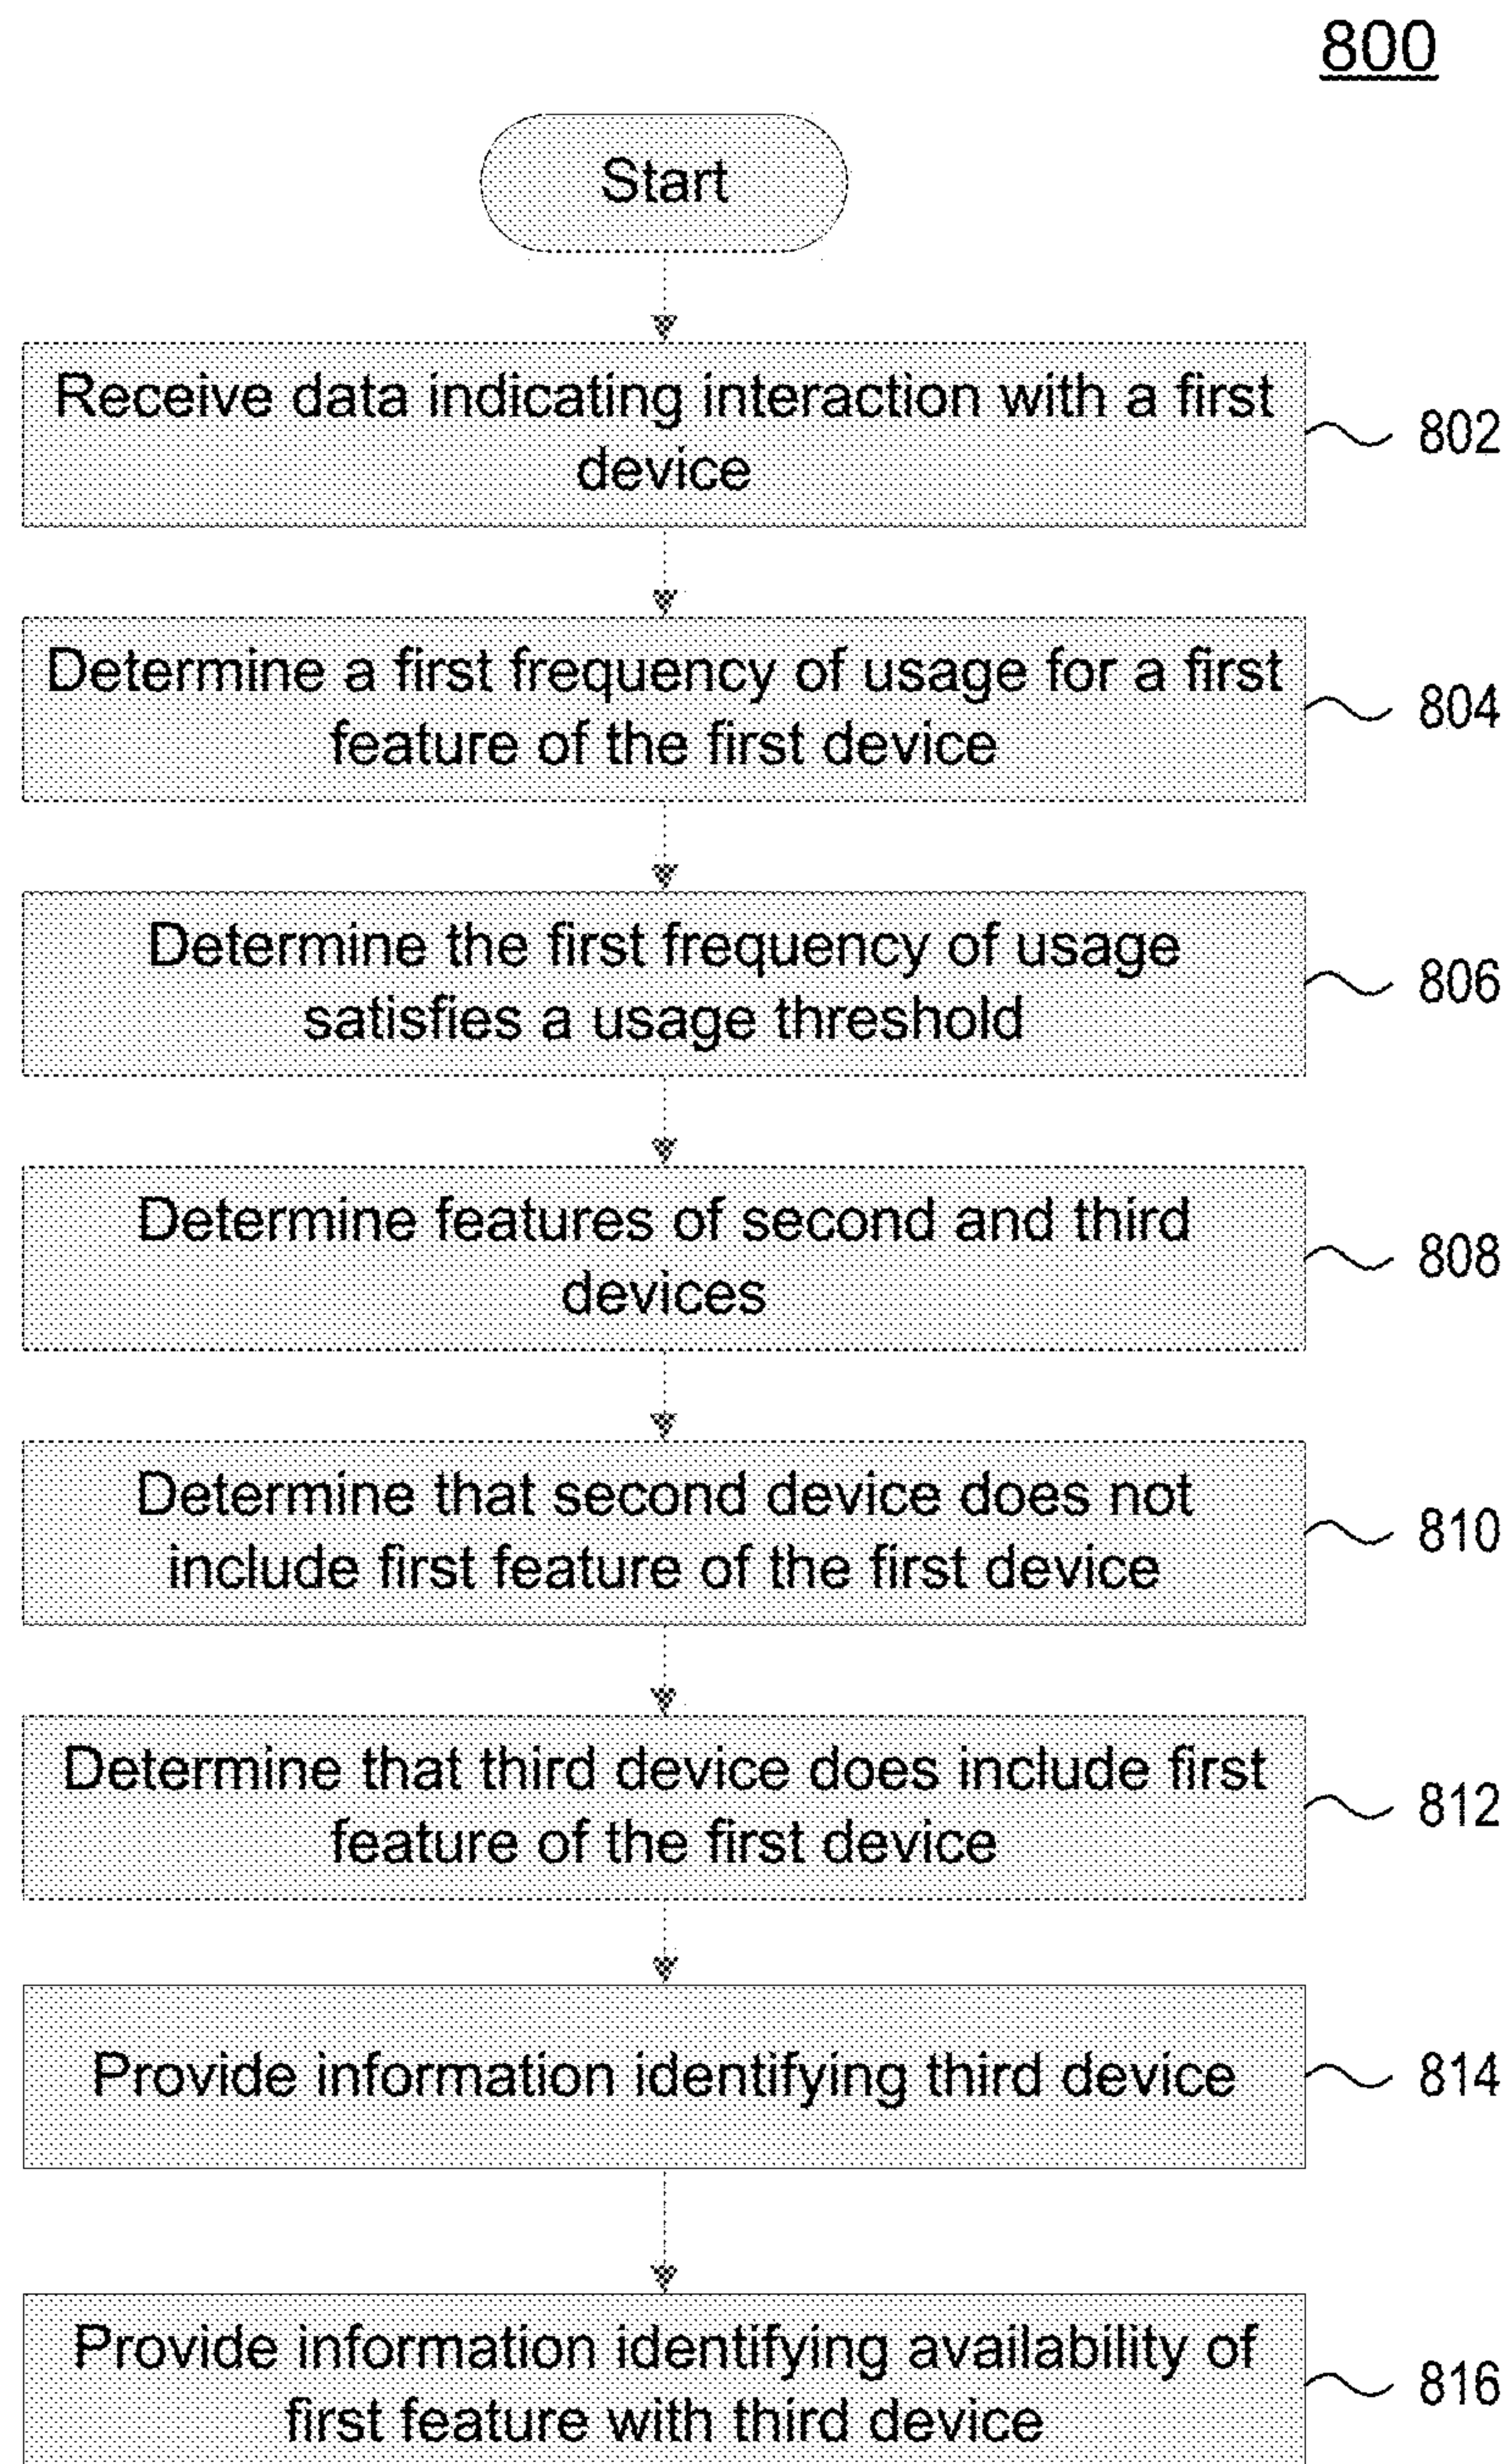 800
Start
Receive data indicating interaction with a first
device
802
Determine a first frequency of usage for a first
feature of the first device
804
Determine the first frequency of usage
satisfies a usage threshold
806
Determine features of second and third
devices
808
Determine that second device does not
include first feature of the first device
810
Determine that third device does include first
feature of the first device
812
Provide information identifying third device
814
Provide information identifying availability of
first feature with third device
816